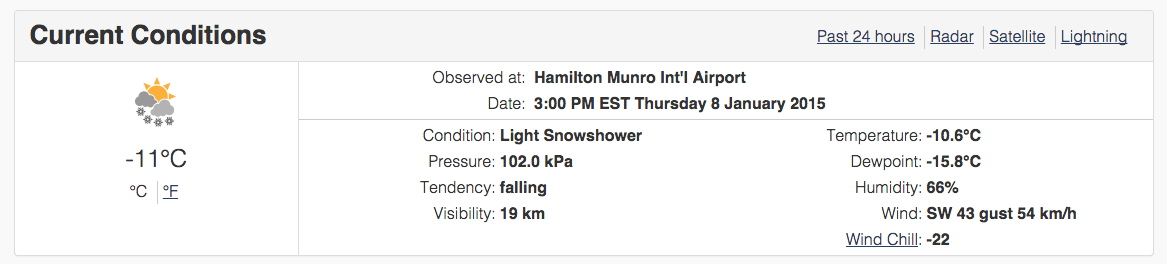 Current Conditions
Past 24 hours Radar Satellite Lightning
Observed at: Hamilton Munro Int'l Airport
Date: 3:00 PM EST Thursday 8 January 2015
-11°C
°C °F
Condition: Light Snowshower
Pressure: 102.0 kPa
Tendency: falling
Visibility: 19 km
Temperature: -10.6°C
Dewpoint: -15.8°C
Humidity: 66%
Wind: SW 43 gust 54 km/h
Wind Chill: -22